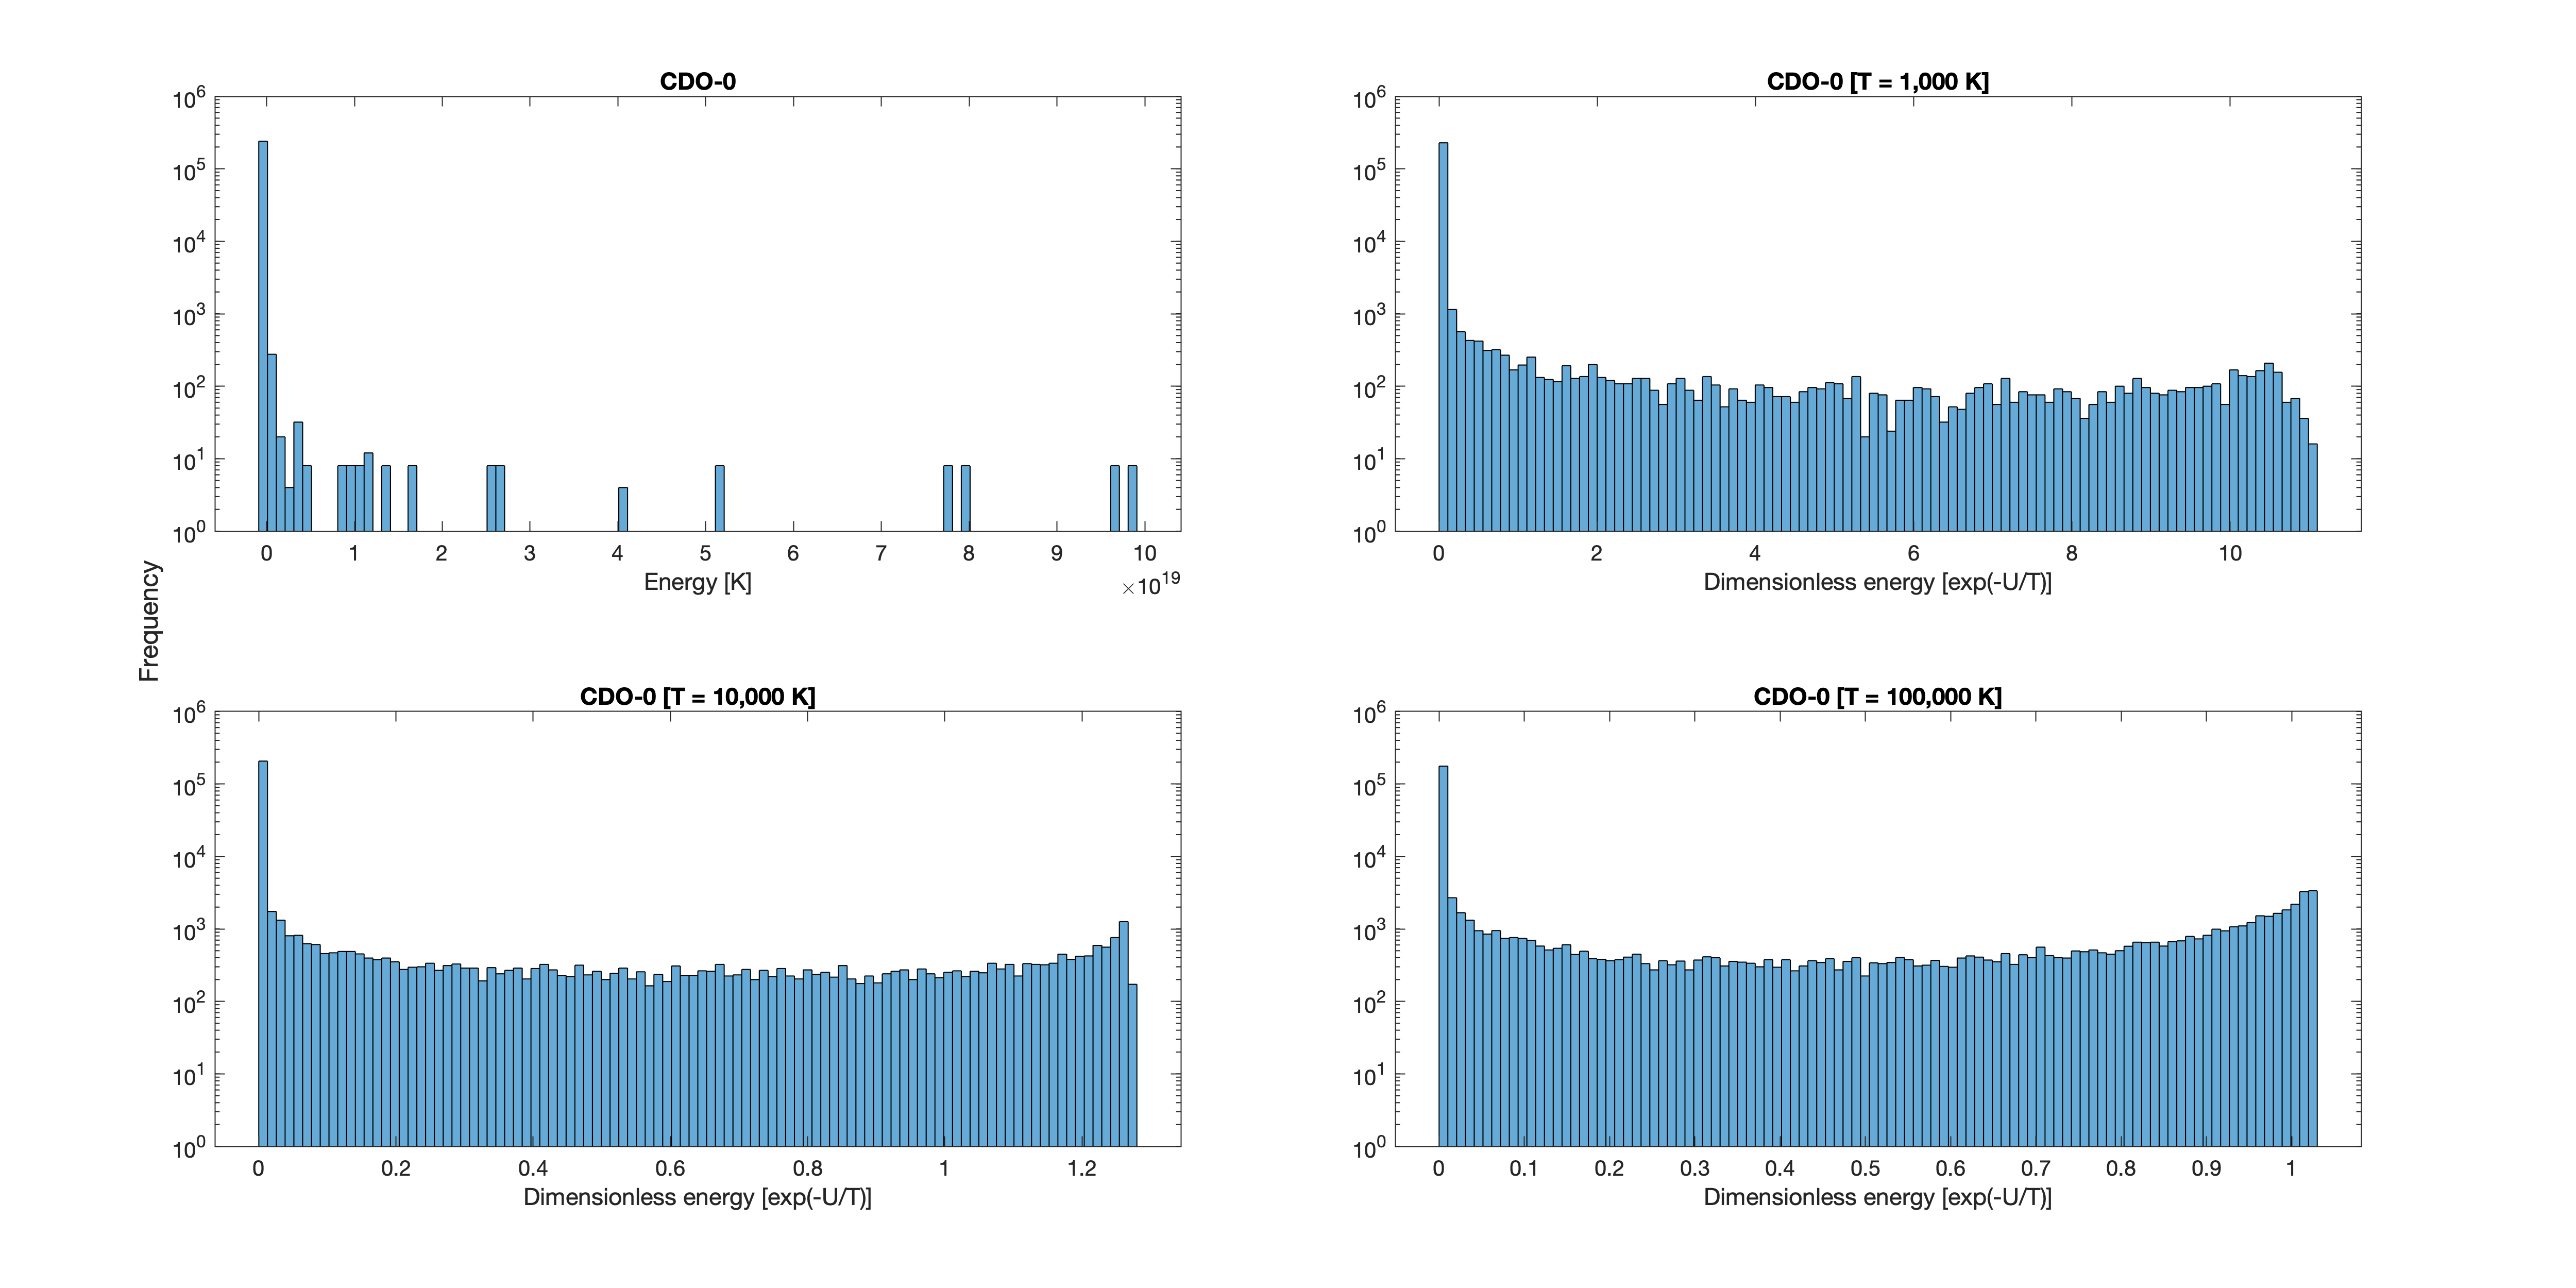 CDO-0
10^6
10^5
10^4
10^3
10^2
10^1
10^0
0 1 2 3 4 5 6 7 8 9 10
Energy [K]
×10^19
CDO-0 [T = 1,000 K]
10^6
10^5
10^4
10^3
10^2
10^1
10^0
0 2 4 6 8 10
Dimensionless energy [exp(-U/T)]
Frequency
CDO-0 [T = 10,000 K]
10^6
10^5
10^4
10^3
10^2
10^1
10^0
0 0.2 0.4 0.6 0.8 1 1.2
Dimensionless energy [exp(-U/T)]
CDO-0 [T = 100,000 K]
10^6
10^5
10^4
10^3
10^2
10^1
10^0
0 0.1 0.2 0.3 0.4 0.5 0.6 0.7 0.8 0.9 1
Dimensionless energy [exp(-U/T)]